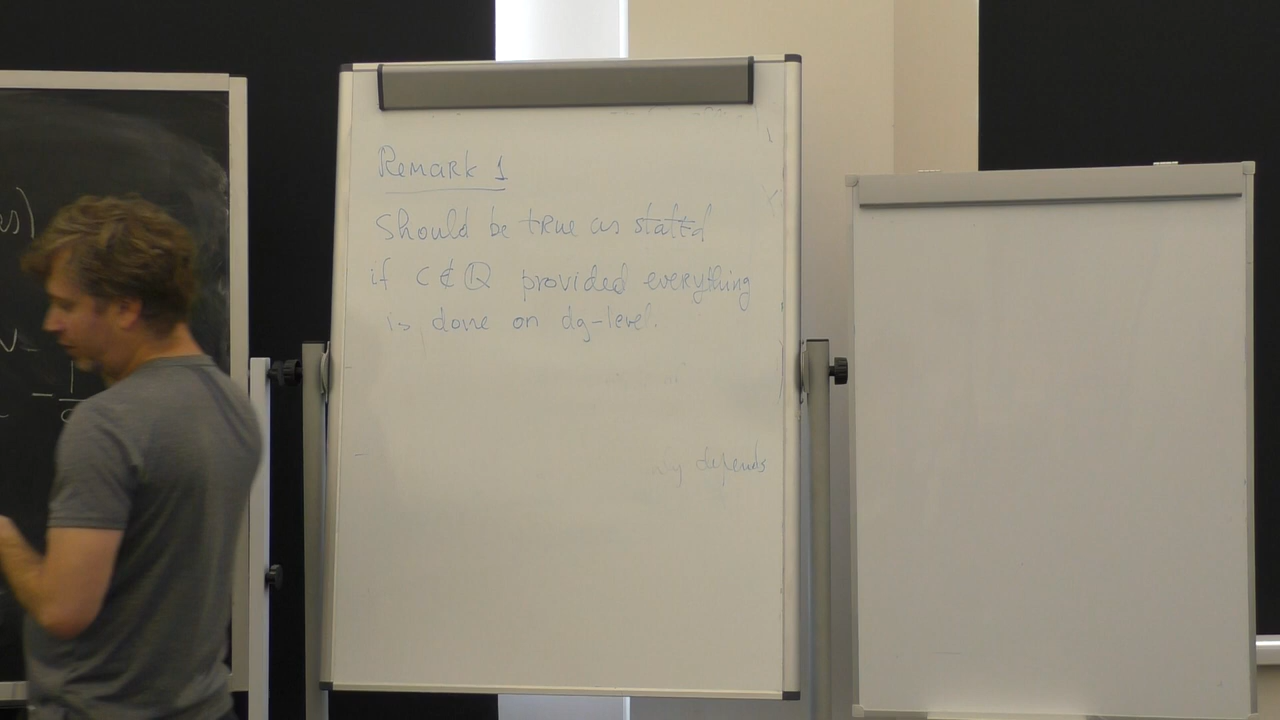 Remark 1
Should be true as stated
if c ∉ ℚ provided everything
is done on dg-level.
depends